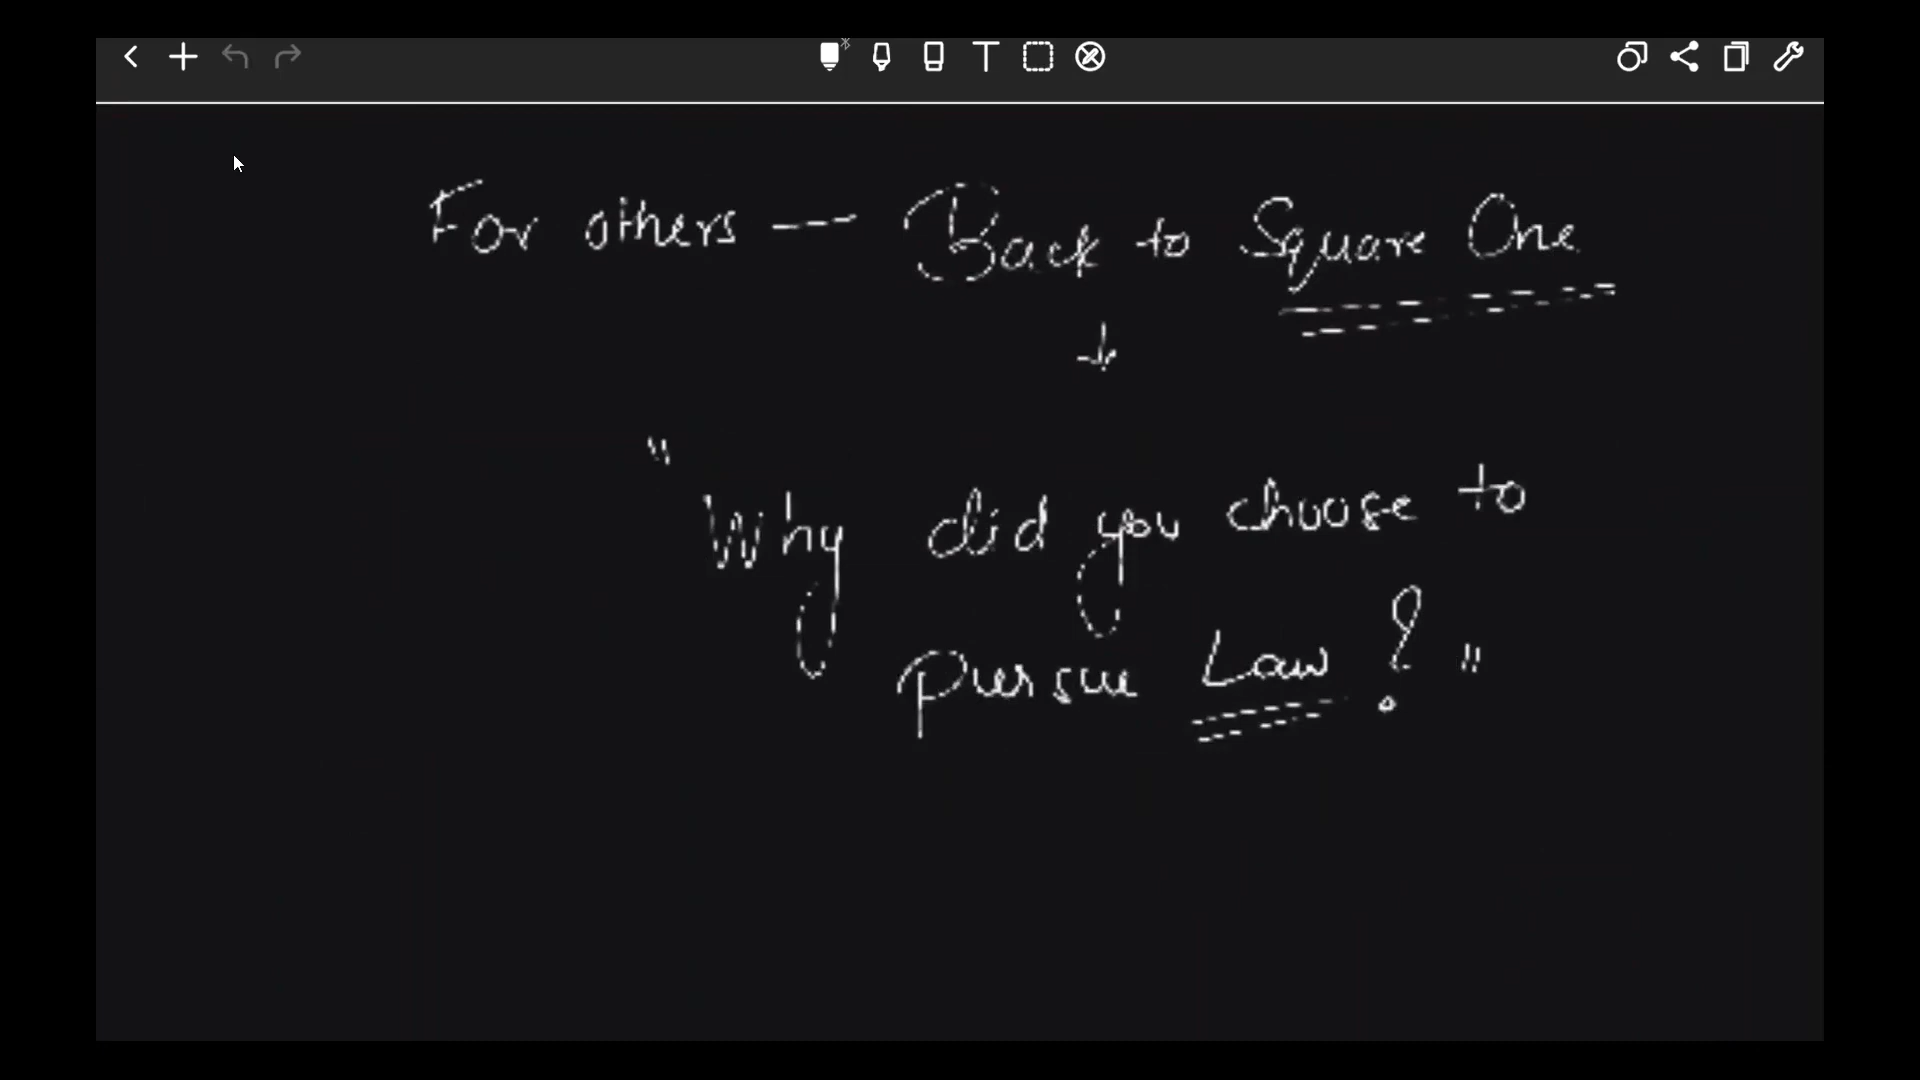 For others — Back to Square One
"Why did you choose to
pursue Law?"